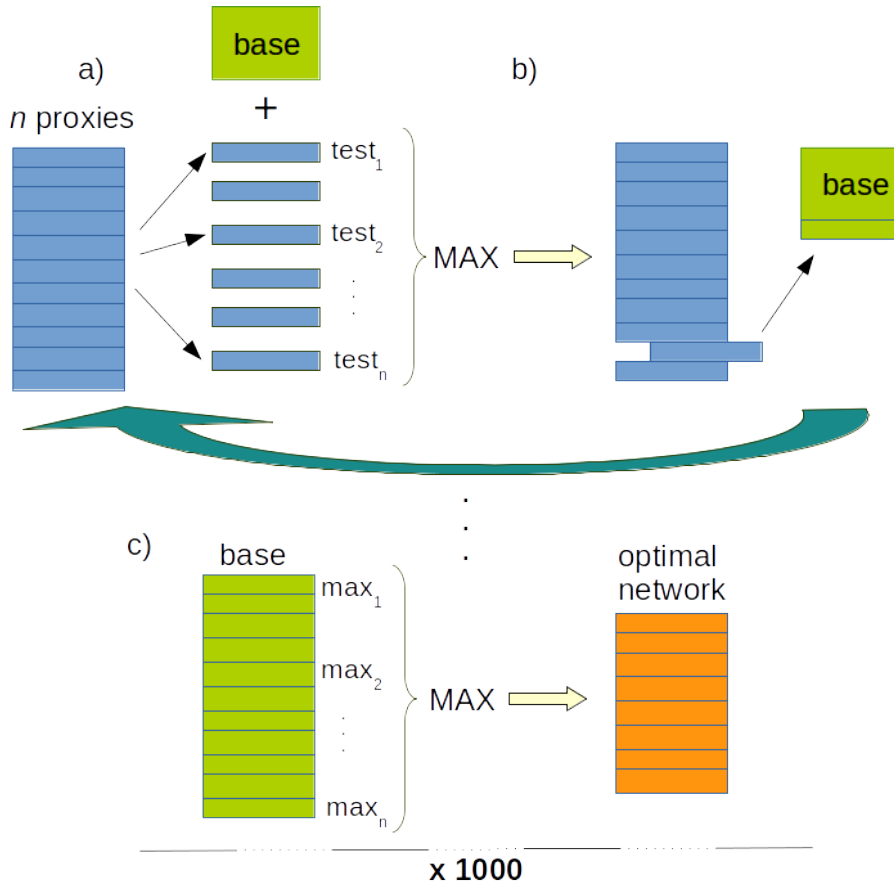 base
a)
b)
n proxies
+
test1
test2
testn
MAX
base
c)
base
max1
max2
maxn
MAX
optimal
network
x 1000